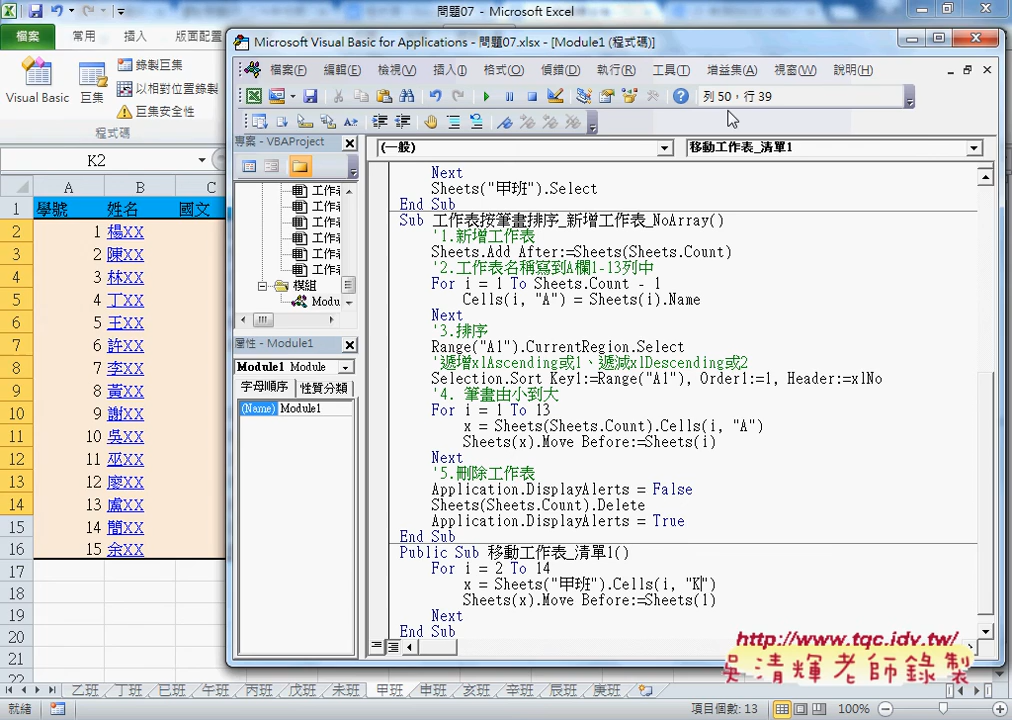 問題07 - Microsoft Excel
檔案 常用 插入 版面配置
Visual Basic 巨集 錄製巨集
以相對位置錄製
巨集安全性
程式碼
K2
A B C
1 學號 姓名 國文
2 1 楊XX
3 2 陳XX
4 3 林XX
5 4 丁XX
6 5 王XX
7 6 許XX
8 7 李XX
9 8 黃XX
10 9 謝XX
11 10 吳XX
12 11 巫XX
13 12 廖XX
14 13 盧XX
15 14 簡XX
16 15 余XX
17
18
19
20
21
22
Microsoft Visual Basic for Applications - 問題07.xlsx - [Module1 (程式碼)]
檔案(F) 編輯(E) 檢視(V) 插入(I) 格式(O) 偵錯(D) 執行(R) 工具(T) 增益集(A) 視窗(W) 說明(H)
列 50，行 39
專案 - VBAProject
工作
工作
工作
工作
工作
工作
模組
Modu
屬性 - Module1
Module1 Module
字母順序 性質分類
(Name) Module1
(一般) 移動工作表_清單1
Next
Sheets("甲班").Select
End Sub
Sub 工作表按筆畫排序_新增工作表_NoArray()
'1.新增工作表
Sheets.Add After:=Sheets(Sheets.Count)
'2.工作表名稱寫到A欄1-13列中
For i = 1 To Sheets.Count - 1
Cells(i, "A") = Sheets(i).Name
Next
'3.排序
Range("A1").CurrentRegion.Select
'遞增xlAscending或1、遞減xlDescending或2
Selection.Sort Key1:=Range("A1"), Order1:=1, Header:=xlNo
'4. 筆畫由小到大
For i = 1 To 13
x = Sheets(Sheets.Count).Cells(i, "A")
Sheets(x).Move Before:=Sheets(i)
Next
'5.刪除工作表
Application.DisplayAlerts = False
Sheets(Sheets.Count).Delete
Application.DisplayAlerts = True
End Sub
Public Sub 移動工作表_清單1()
For i = 2 To 14
x = Sheets("甲班").Cells(i, "K")
Sheets(x).Move Before:=Sheets(1)
Next
End Sub
http://www.tqc.idv.tw/
吳清輝老師錄製
乙班 丁班 己班 午班 丙班 戊班 未班 甲班 申班 亥班 辛班 辰班 庚班
就緒 項目個數: 13 100%